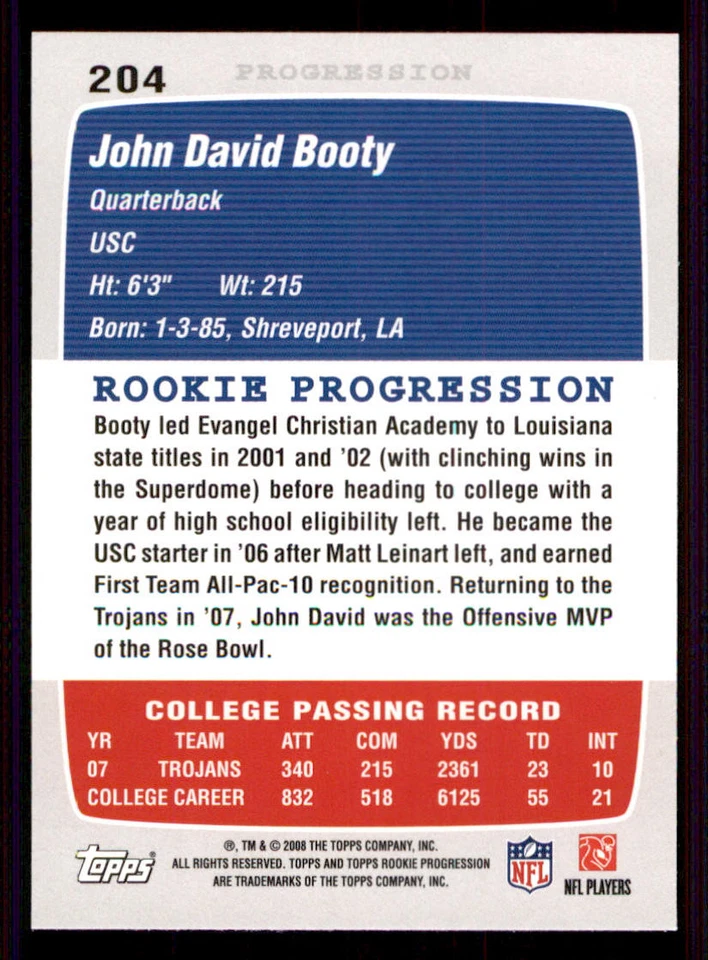 204 PROGRESSION
John David Booty
Quarterback
USC
Ht: 6'3" Wt: 215
Born: 1-3-85, Shreveport, LA
ROOKIE PROGRESSION
Booty led Evangel Christian Academy to Louisiana
state titles in 2001 and '02 (with clinching wins in
the Superdome) before heading to college with a
year of high school eligibility left. He became the
USC starter in '06 after Matt Leinart left, and earned
First Team All-Pac-10 recognition. Returning to the
Trojans in '07, John David was the Offensive MVP
of the Rose Bowl.
COLLEGE PASSING RECORD
YR TEAM ATT COM YDS TD INT
07 TROJANS 340 215 2361 23 10
COLLEGE CAREER 832 518 6125 55 21
Topps ®, TM & © 2008 THE TOPPS COMPANY, INC.
ALL RIGHTS RESERVED. TOPPS AND TOPPS ROOKIE PROGRESSION
ARE TRADEMARKS OF THE TOPPS COMPANY, INC.
NFL
NFL PLAYERS